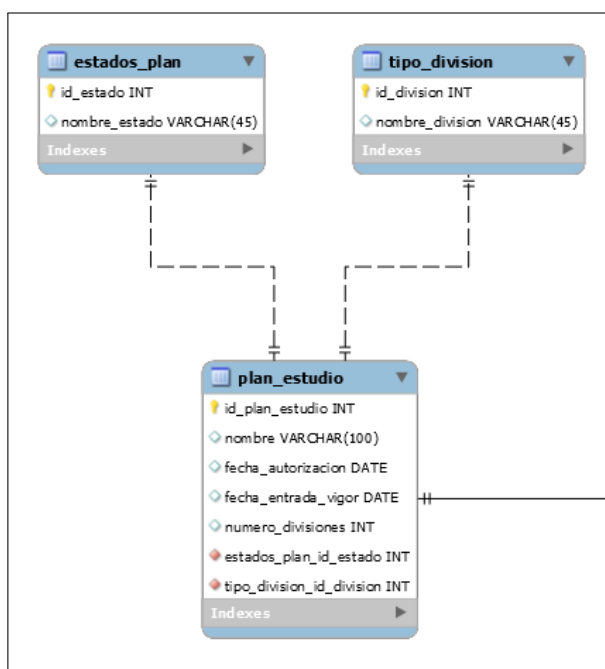 estados_plan
id_estado INT
nombre_estado VARCHAR(45)
Indexes
tipo_division
id_division INT
nombre_division VARCHAR(45)
Indexes
plan_estudio
id_plan_estudio INT
nombre VARCHAR(100)
fecha_autorizacion DATE
fecha_entrada_vigor DATE
numero_divisiones INT
estados_plan_id_estado INT
tipo_division_id_division INT
Indexes